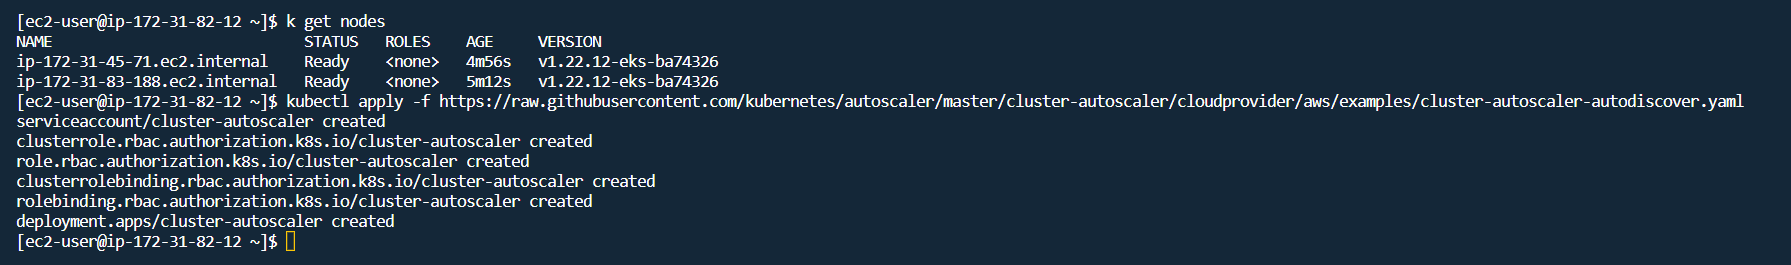 [ec2-user@ip-172-31-82-12 ~]$ k get nodes
NAME STATUS ROLES AGE VERSION
ip-172-31-45-71.ec2.internal Ready <none> 4m56s v1.22.12-eks-ba74326
ip-172-31-83-188.ec2.internal Ready <none> 5m12s v1.22.12-eks-ba74326
[ec2-user@ip-172-31-82-12 ~]$ kubectl apply -f https://raw.githubusercontent.com/kubernetes/autoscaler/master/cluster-autoscaler/cloudprovider/aws/examples/cluster-autoscaler-autodiscover.yaml
serviceaccount/cluster-autoscaler created
clusterrole.rbac.authorization.k8s.io/cluster-autoscaler created
role.rbac.authorization.k8s.io/cluster-autoscaler created
clusterrolebinding.rbac.authorization.k8s.io/cluster-autoscaler created
rolebinding.rbac.authorization.k8s.io/cluster-autoscaler created
deployment.apps/cluster-autoscaler created
[ec2-user@ip-172-31-82-12 ~]$